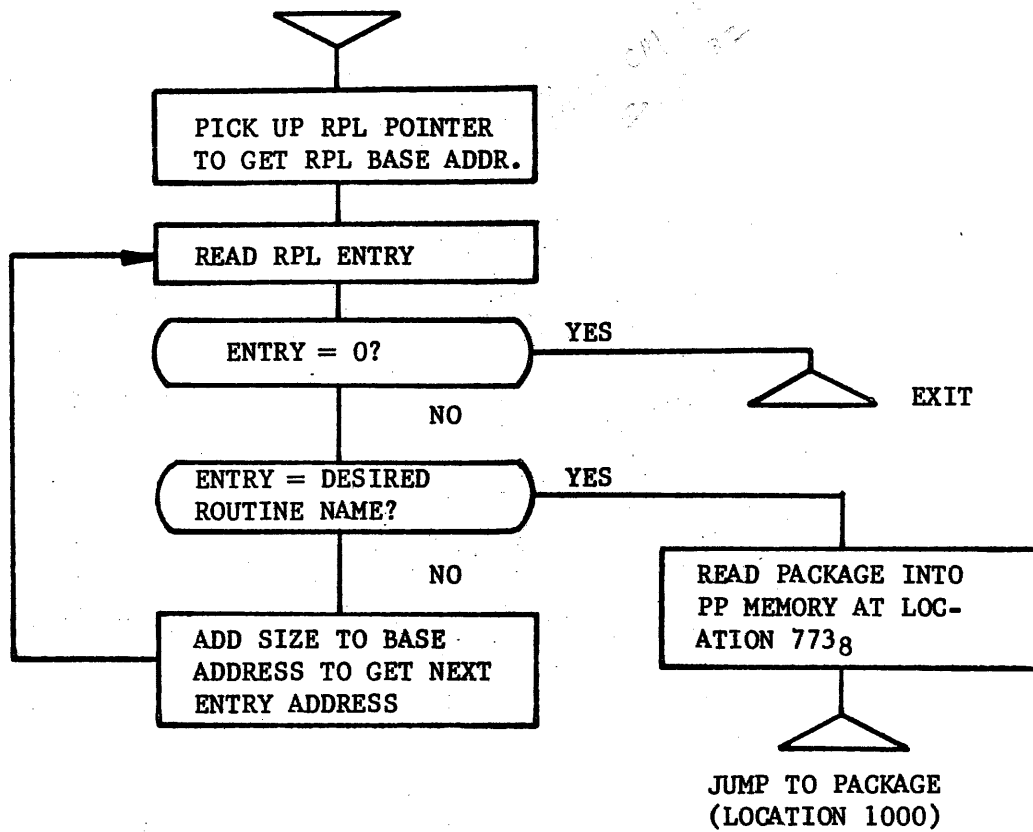 PICK UP RPL POINTER
TO GET RPL BASE ADDR.
READ RPL ENTRY
ENTRY = 0?
YES
EXIT
NO
ENTRY = DESIRED
ROUTINE NAME?
YES
NO
READ PACKAGE INTO
PP MEMORY AT LOC-
ATION 773₈
ADD SIZE TO BASE
ADDRESS TO GET NEXT
ENTRY ADDRESS
JUMP TO PACKAGE
(LOCATION 1000)